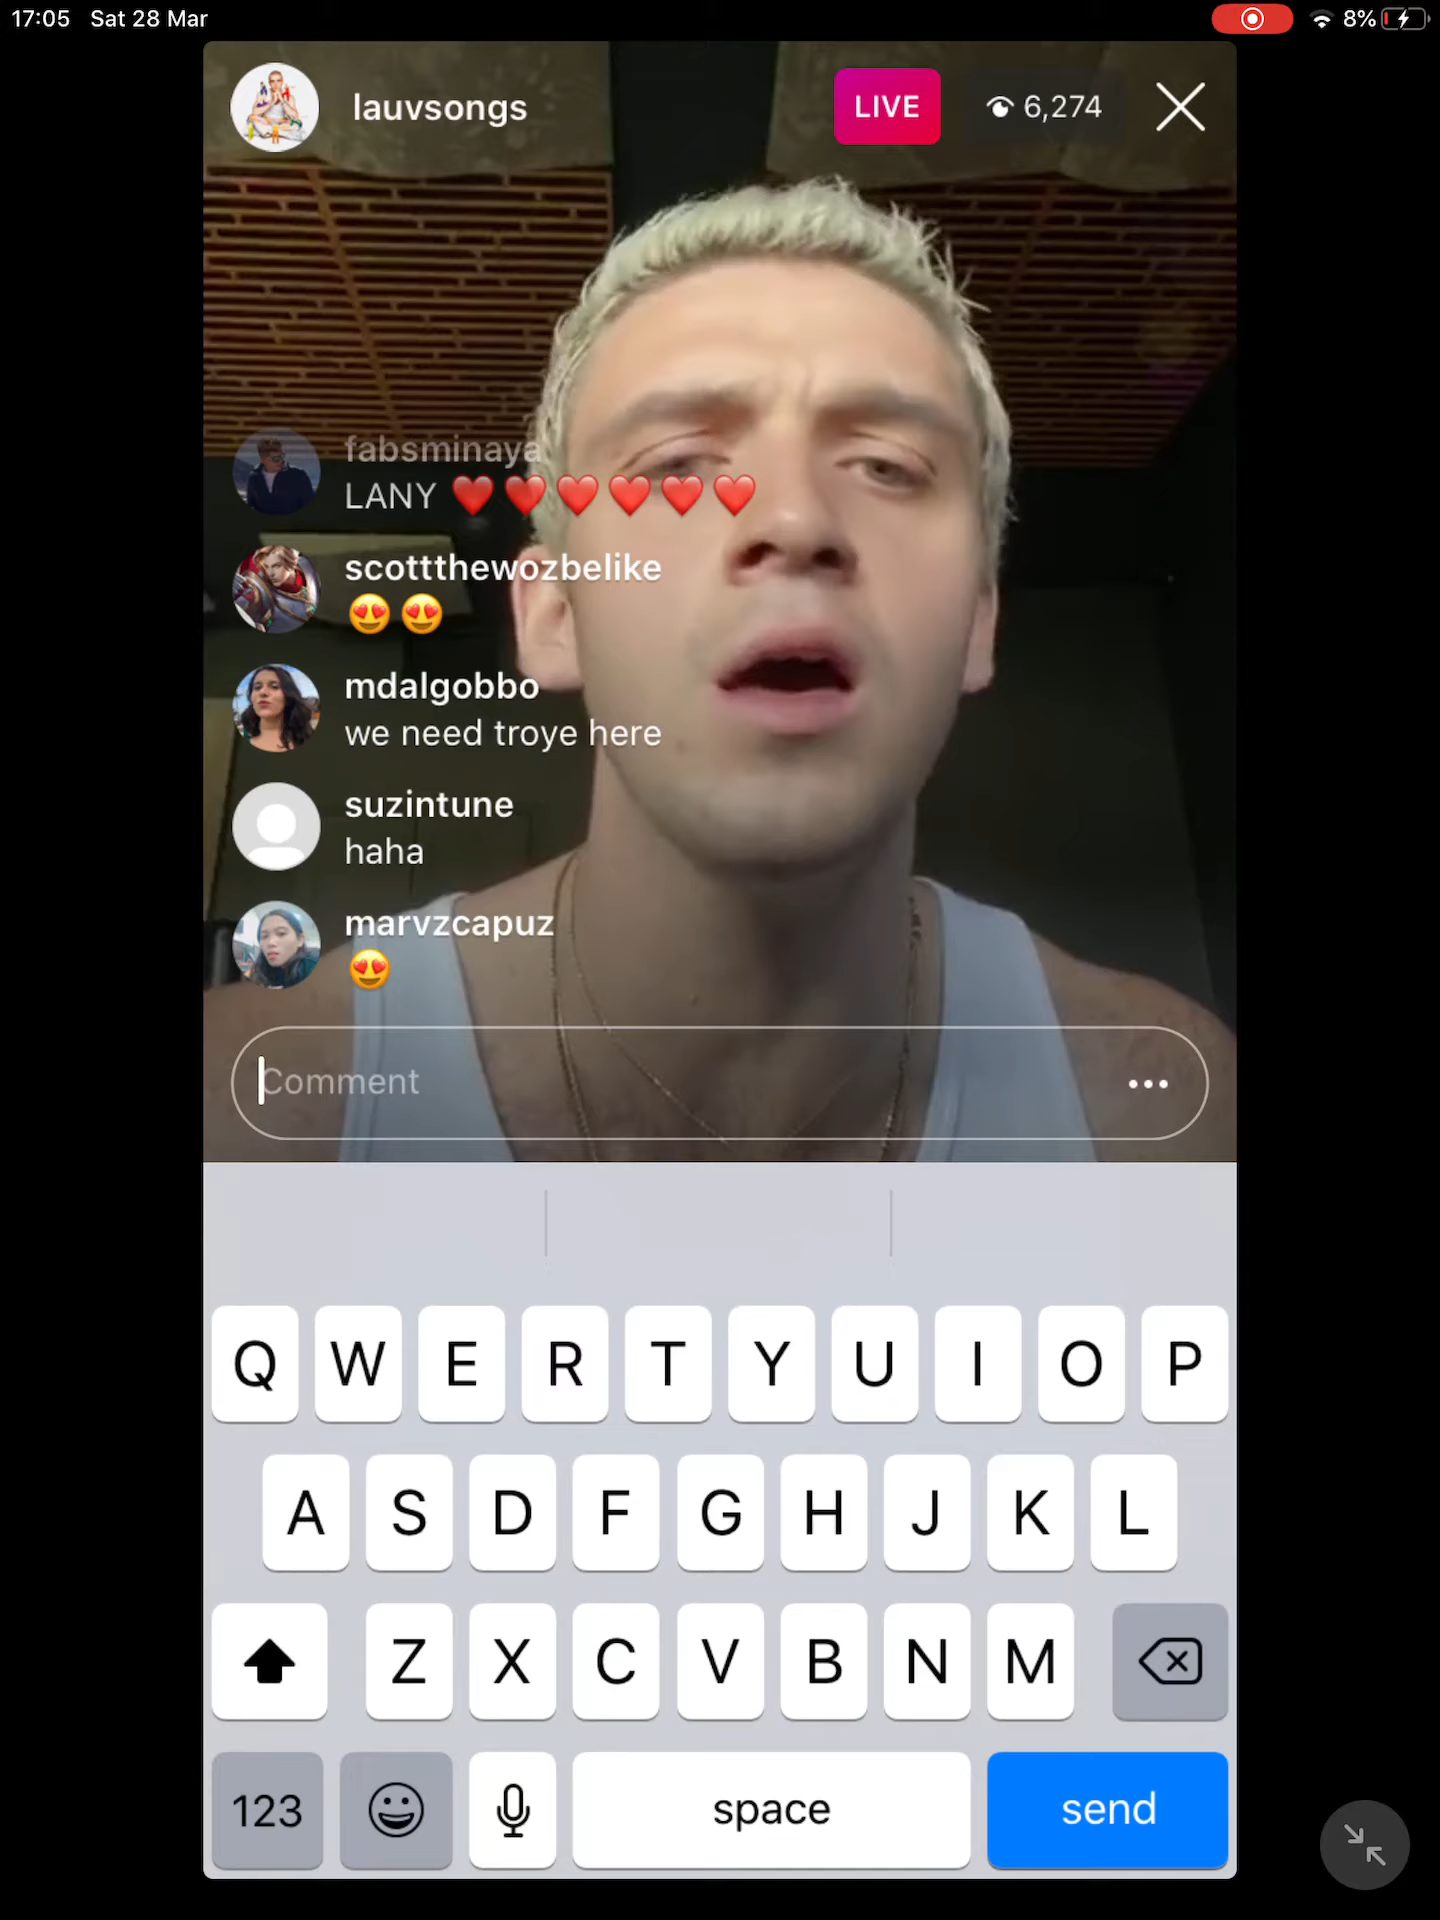 17:05 Sat 28 Mar 8%
lauvsongs LIVE 6,274
fabsminaya
LANY ❤️❤️❤️❤️❤️❤️
scottthewozbelike
😍😍
mdalgobbo
we need troye here
suzintune
haha
marvzcapuz
😍
Comment
Q W E R T Y U I O P
A S D F G H J K L
Z X C V B N M
123 space send